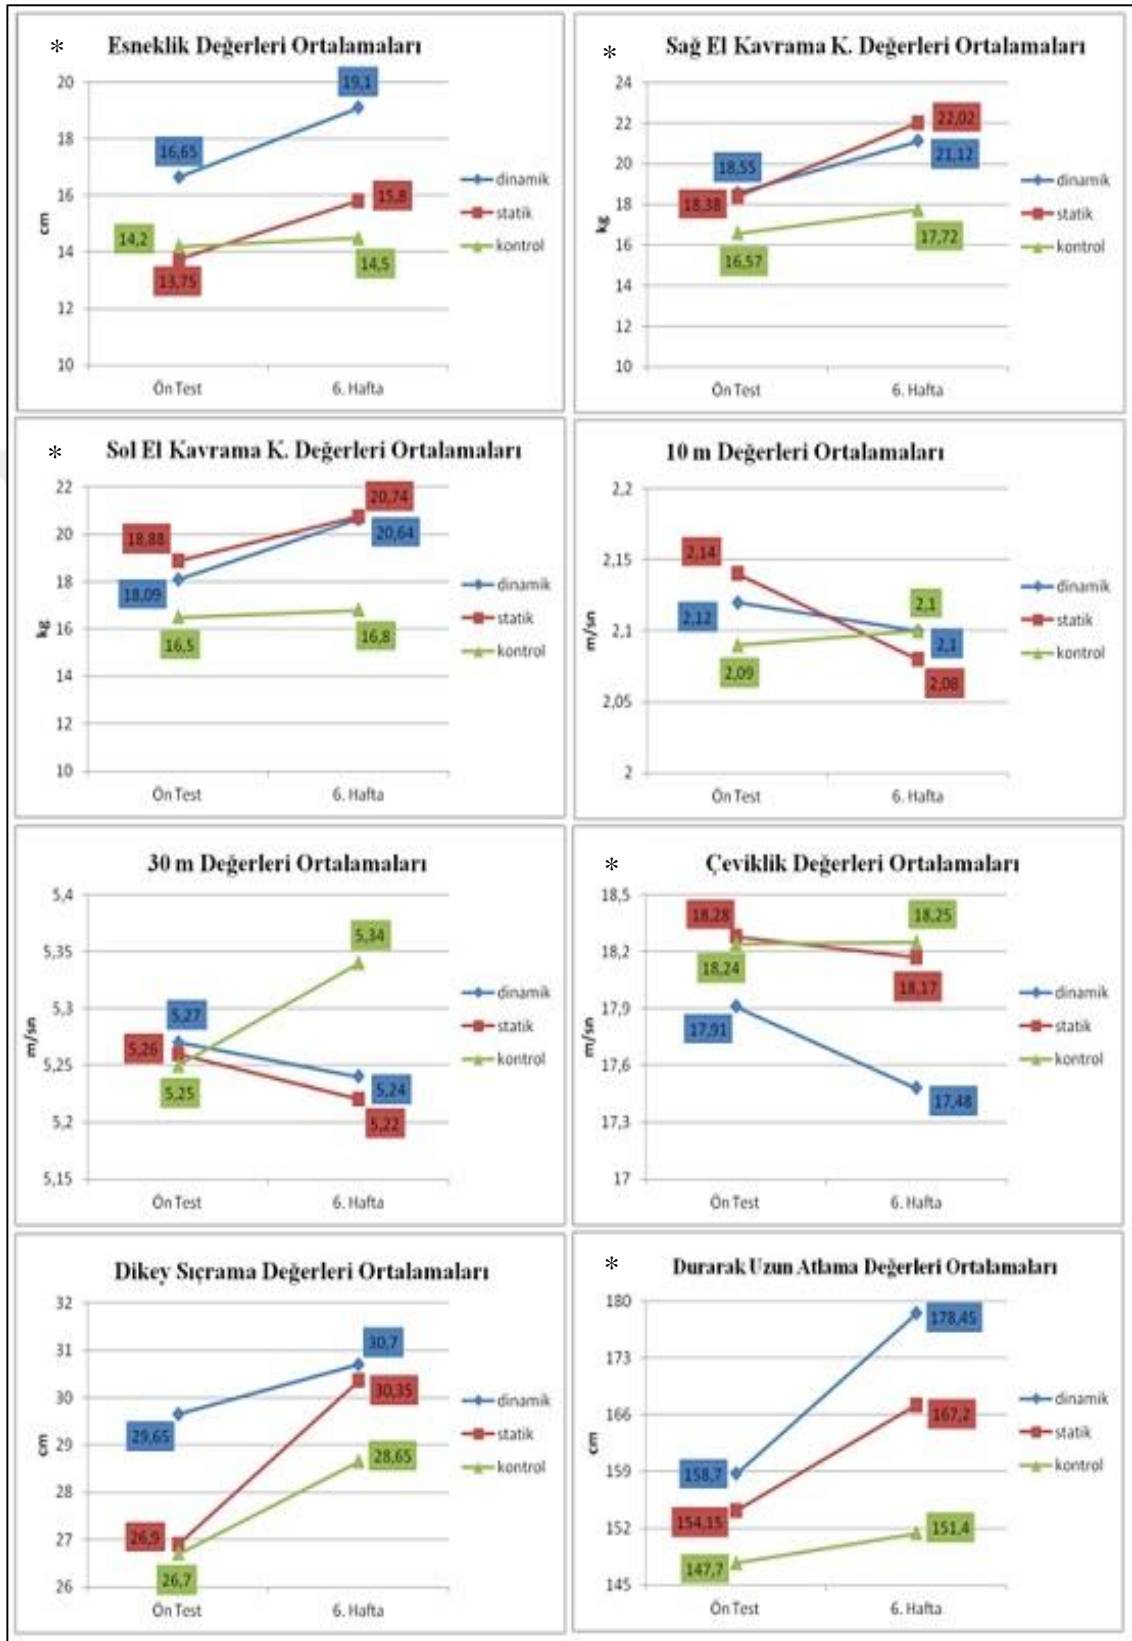 * Esneklik Değerleri Ortalamaları
20
18
16
14
12
10
cm
16,65
19,1
14,2
13,75
15,8
14,5
dinamik
statik
kontrol
Ön Test
6. Hafta
* Sağ El Kavrama K. Değerleri Ortalamaları
24
22
20
18
16
14
12
10
kg
18,55
18,38
16,57
22,02
21,12
17,72
dinamik
statik
kontrol
Ön Test
6. Hafta
* Sol El Kavrama K. Değerleri Ortalamaları
22
20
18
16
14
12
10
kg
18,88
18,09
16,5
20,74
20,64
16,8
dinamik
statik
kontrol
Ön Test
6. Hafta
10 m Değerleri Ortalamaları
2,2
2,15
2,1
2,05
2
m/sn
2,14
2,12
2,09
2,1
2,1
2,08
dinamik
statik
kontrol
Ön Test
6. Hafta
30 m Değerleri Ortalamaları
5,4
5,35
5,3
5,25
5,2
5,15
m/sn
5,27
5,26
5,25
5,34
5,24
5,22
dinamik
statik
kontrol
Ön Test
6. Hafta
* Çeviklik Değerleri Ortalamaları
18,5
18,2
17,9
17,6
17,3
17
m/sn
18,28
18,24
17,91
18,25
18,17
17,48
dinamik
statik
kontrol
Ön Test
6. Hafta
Dikey Sıçrama Değerleri Ortalamaları
32
31
30
29
28
27
26
cm
29,65
26,9
26,7
30,7
30,35
28,65
dinamik
statik
kontrol
Ön Test
6. Hafta
* Durarak Uzun Atlama Değerleri Ortalamaları
180
173
166
159
152
145
cm
158,7
154,15
147,7
178,45
167,2
151,4
dinamik
statik
kontrol
Ön Test
6. Hafta